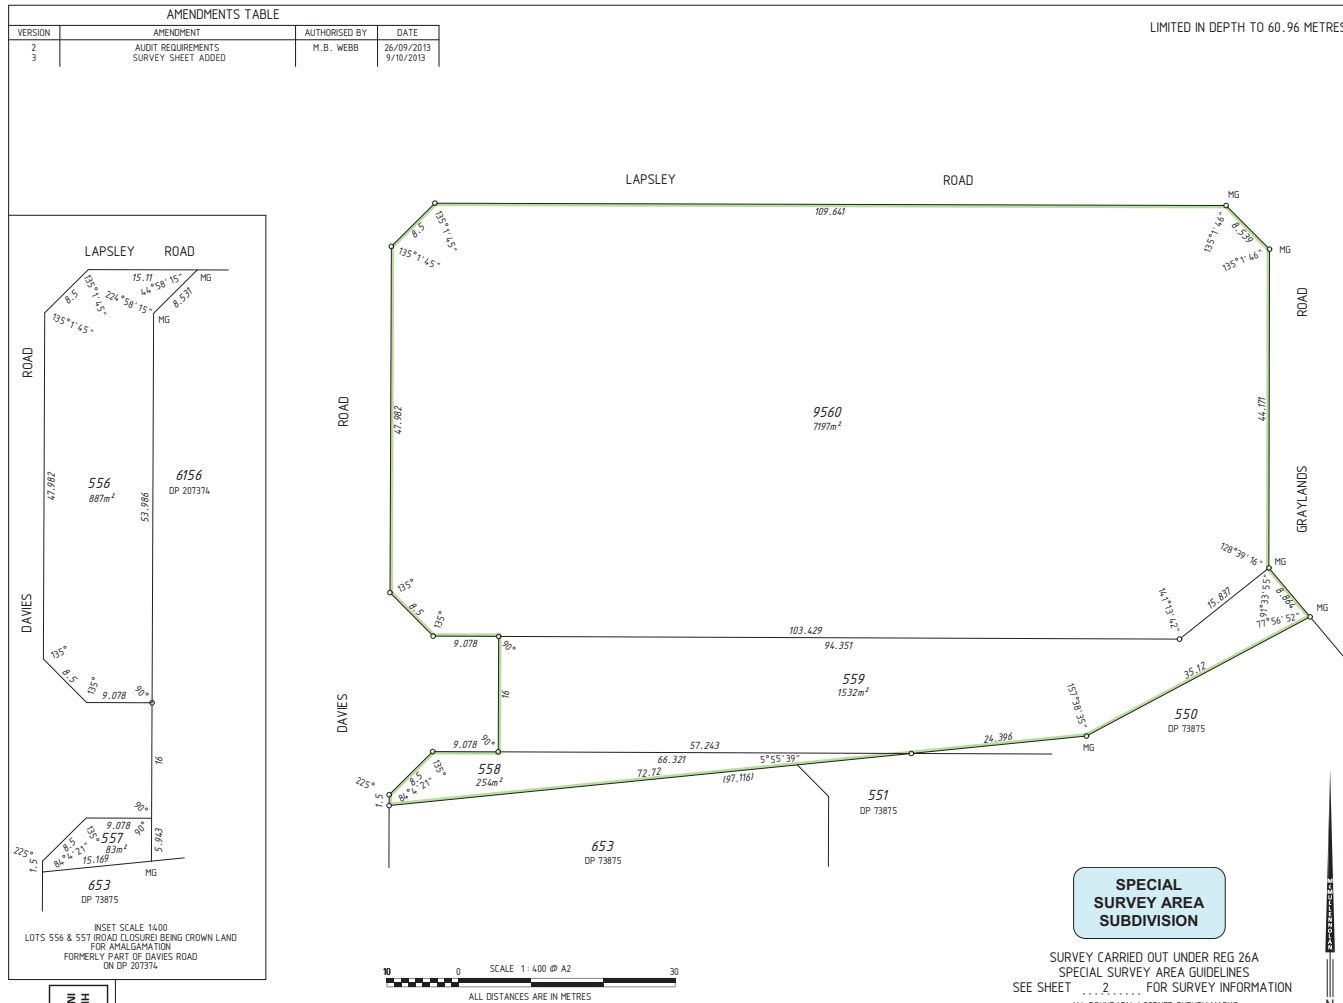 AMENDMENTS TABLE
VERSION AMENDMENT AUTHORISED BY DATE
2 AUDIT REQUIREMENTS M.B. WEBB 26/09/2013
3 SURVEY SHEET ADDED 9/10/2013
LIMITED IN DEPTH TO 60.96 METRES
LAPSLEY ROAD
109.641
MG
8.5
135°1'45"
135°1'45"
135°1'46"
8.539
135°1'46"
MG
ROAD
GRAYLANDS
44.171
ROAD
DAVIES
47.982
9560
7197m²
128°39'16"
MG
91°33'55"
8.864
MG
77°56'52"
15.837
141°13'42"
135°
8.5
135°
9.078
90°
103.429
94.351
559
1532m²
16
35.12
157°38'35"
550
DP 73875
MG
24.396
9.078
90°
57.243
66.321
5°55'39"
72.72
(97.116)
558
254m²
8.5
135°
225°
84°4'21"
1.5
551
DP 73875
653
DP 73875
LAPSLEY ROAD
15.11
44°58'15"
MG
8.5
135°1'45"
224°58'15"
8.531
135°1'45"
MG
ROAD
DAVIES
47.982
556
887m²
53.986
6156
DP 207374
135°
8.5
135°
9.078
90°
16
90°
9.078
90°
8.5
135°
557
83m²
5.943
225°
84°4'21"
1.5
15.169
MG
653
DP 73875
INSET SCALE 1:400
LOTS 556 & 557 (ROAD CLOSURE) BEING CROWN LAND
FOR AMALGAMATION
FORMERLY PART OF DAVIES ROAD
ON DP 207374
10 0 SCALE 1 : 400 @ A2 30
ALL DISTANCES ARE IN METRES
SPECIAL
SURVEY AREA
SUBDIVISION
SURVEY CARRIED OUT UNDER REG 26A
SPECIAL SURVEY AREA GUIDELINES
SEE SHEET ....2...... FOR SURVEY INFORMATION
MCMULLENNOLAN